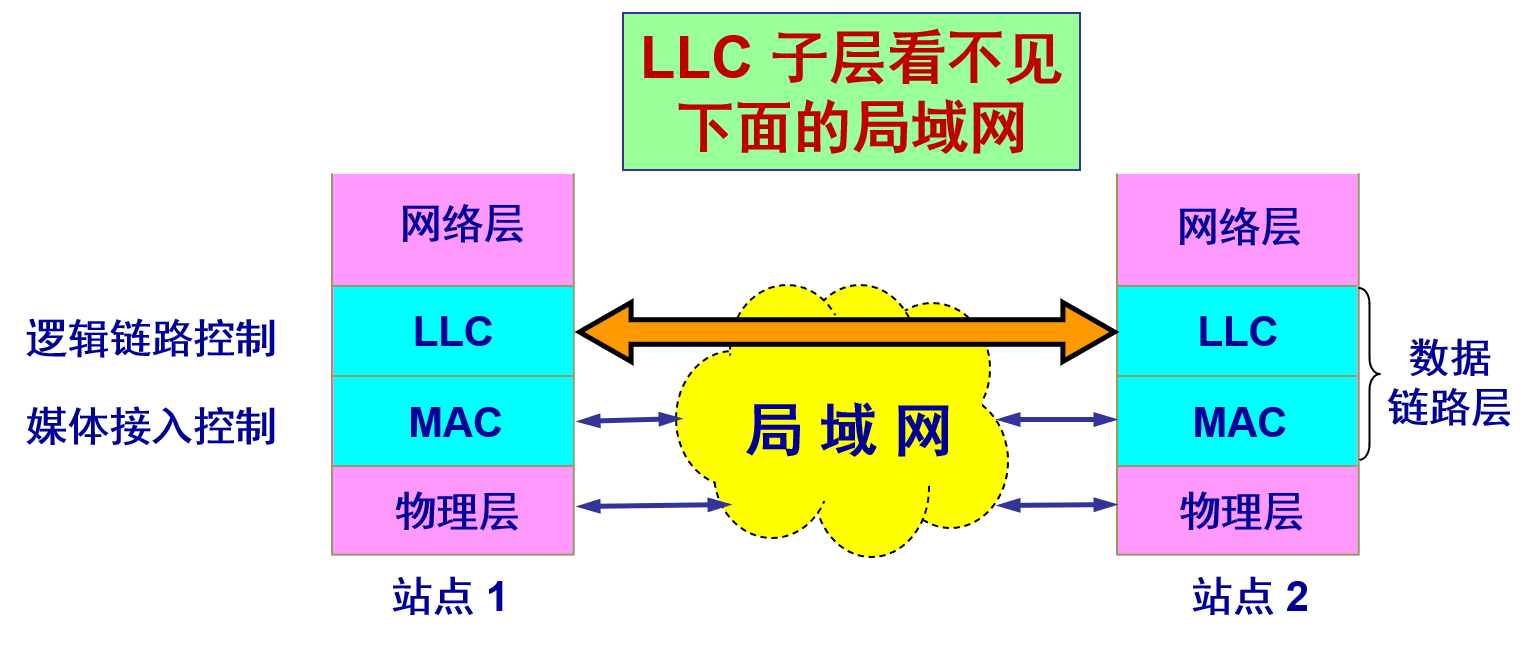 LLC 子层看不见
下面的局域网
网络层
网络层
逻辑链路控制
LLC
LLC
数据
链路层
媒体接入控制
MAC
局 域 网
MAC
物理层
物理层
站点 1
站点 2